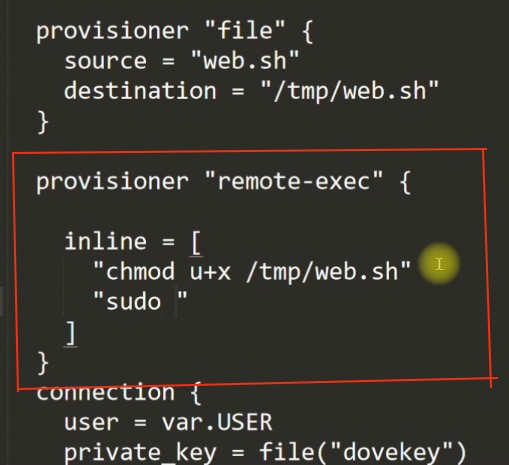 provisioner "file" {
source = "web.sh"
destination = "/tmp/web.sh"
}
provisioner "remote-exec" {
inline = [
"chmod u+x /tmp/web.sh"
"sudo "
]
}
connection {
user = var.USER
private_key = file("dovekey")